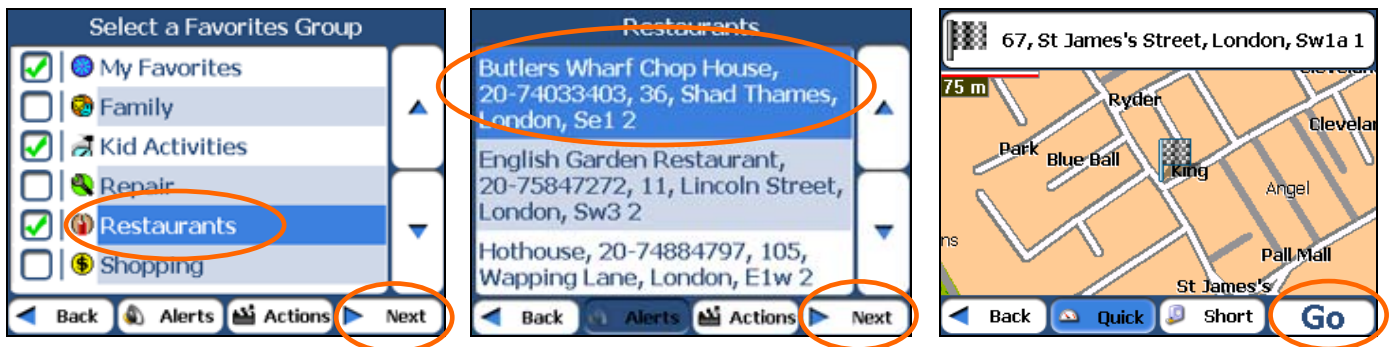 Select a Favorites Group
My Favorites
Family
Kid Activities
Repair
Restaurants
Shopping
Back Alerts Actions Next
Restaurants
Butlers Wharf Chop House,
20-74033403, 36, Shad Thames,
London, Se1 2
English Garden Restaurant,
20-75847272, 11, Lincoln Street,
London, Sw3 2
Hothouse, 20-74884797, 105,
Wapping Lane, London, E1w 2
Back Alerts Actions Next
67, St James's Street, London, Sw1a 1
75 m
Clevelan
Ryder
Clevelar
Park
Blue Ball
King
Angel
ns
Pall Mall
St James's
Back Quick Short Go